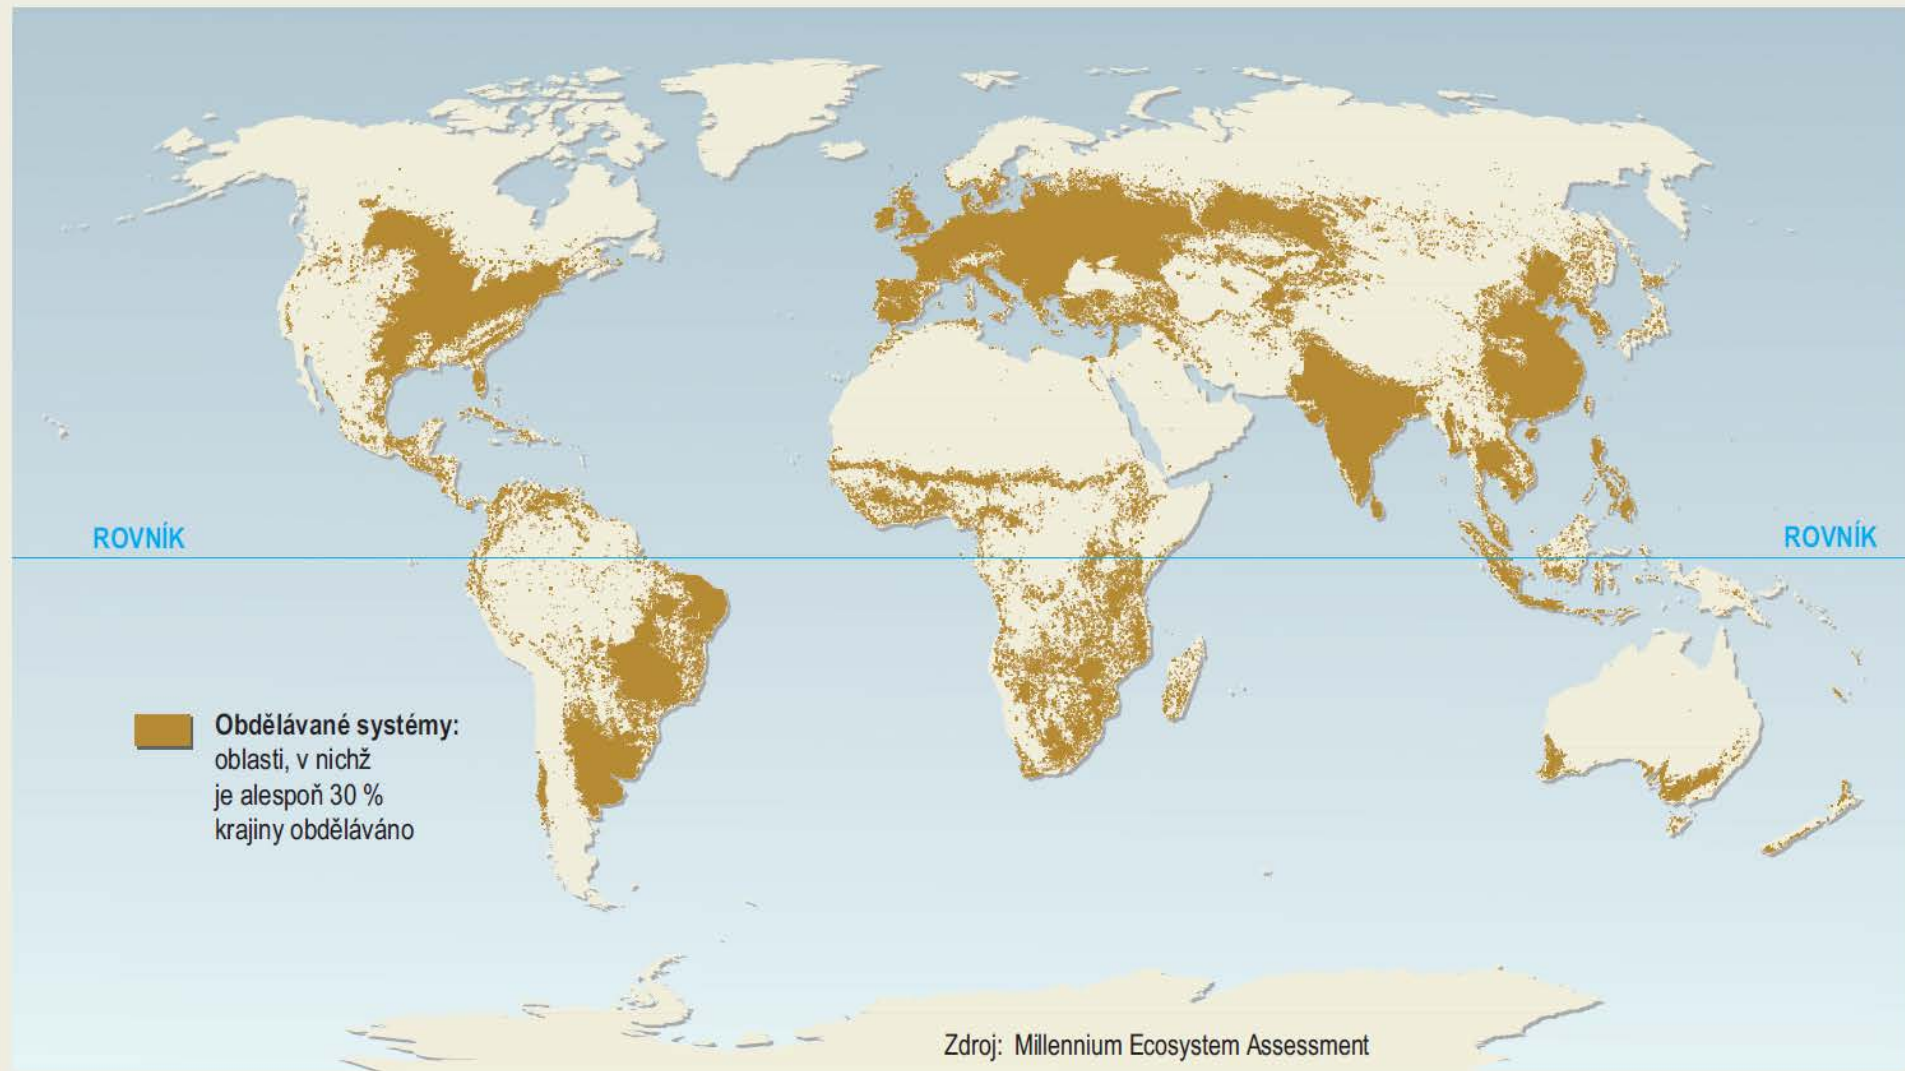 ROVNÍK
ROVNÍK
Obdělávané systémy:
oblasti, v nichž
je alespoň 30 %
krajiny obděláváno
Zdroj: Millennium Ecosystem Assessment